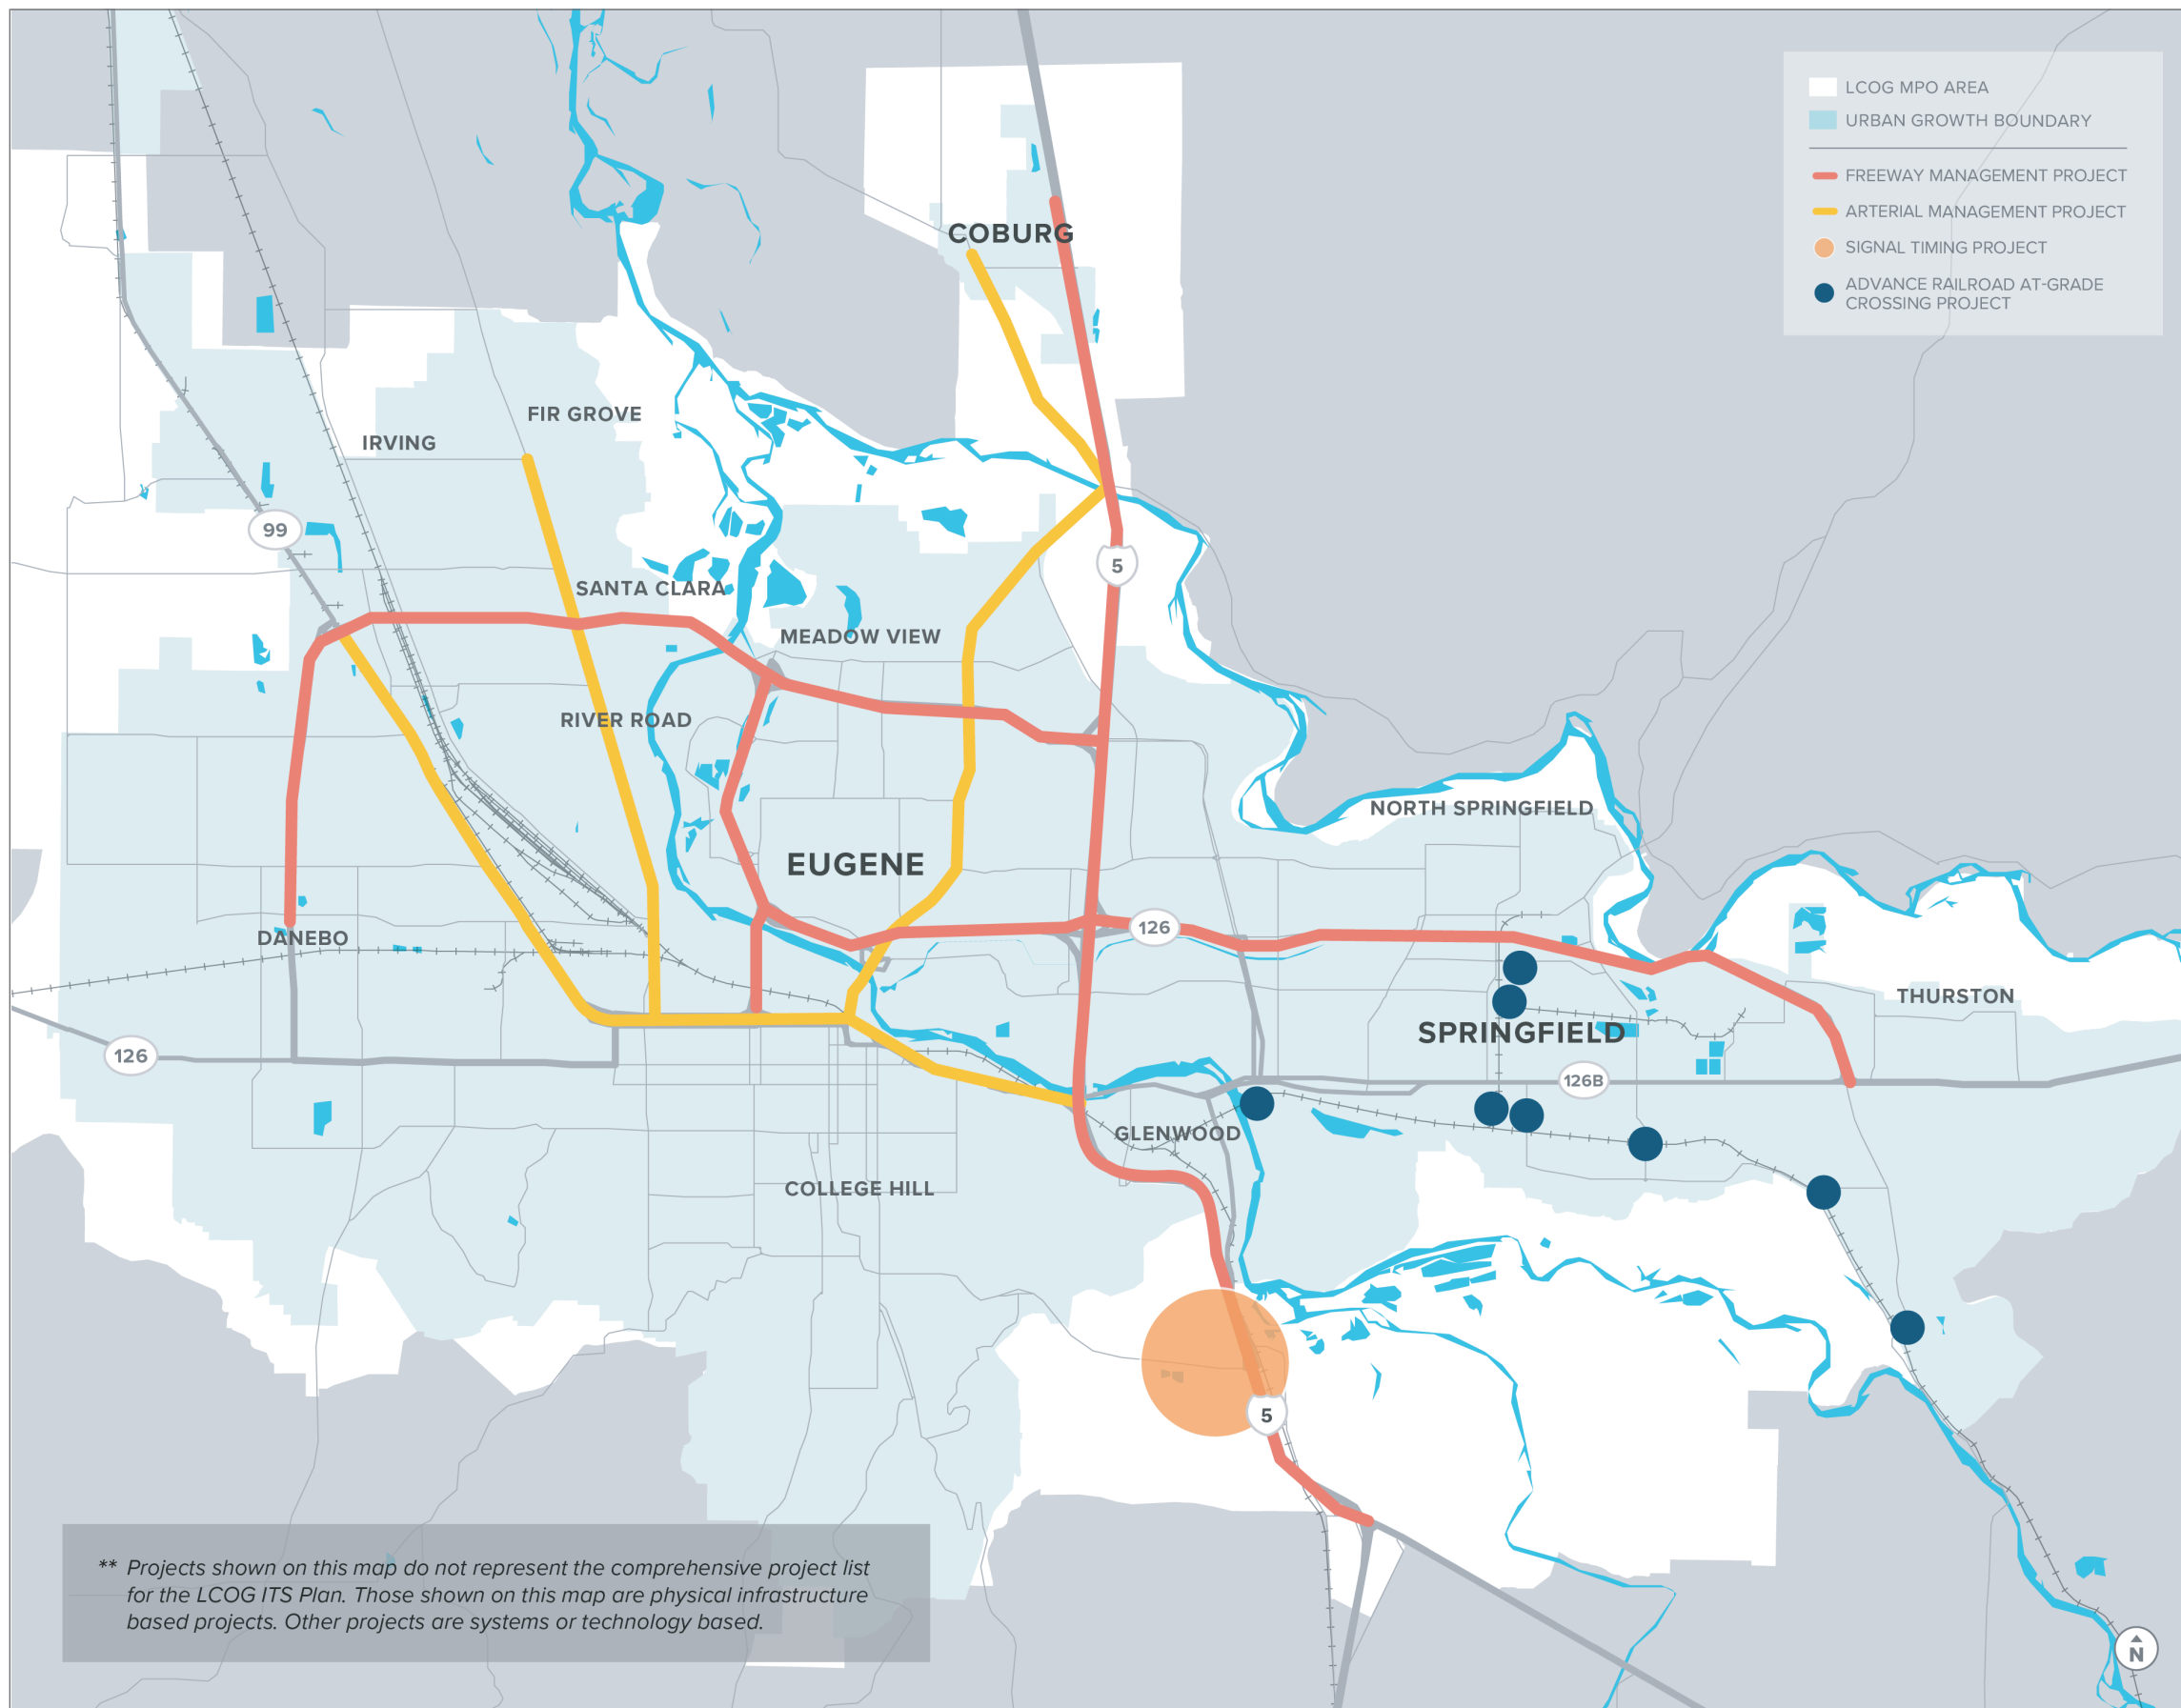 LCOG MPO AREA
URBAN GROWTH BOUNDARY
FREEWAY MANAGEMENT PROJECT
ARTERIAL MANAGEMENT PROJECT
SIGNAL TIMING PROJECT
ADVANCE RAILROAD AT-GRADE
CROSSING PROJECT
COBURG
FIR GROVE
IRVING
99
5
SANTA CLARA
MEADOW VIEW
RIVER ROAD
NORTH SPRINGFIELD
EUGENE
126
DANEBO
THURSTON
SPRINGFIELD
126
126B
GLENWOOD
COLLEGE HILL
5
** Projects shown on this map do not represent the comprehensive project list
for the LCOG ITS Plan. Those shown on this map are physical infrastructure
based projects. Other projects are systems or technology based.
N